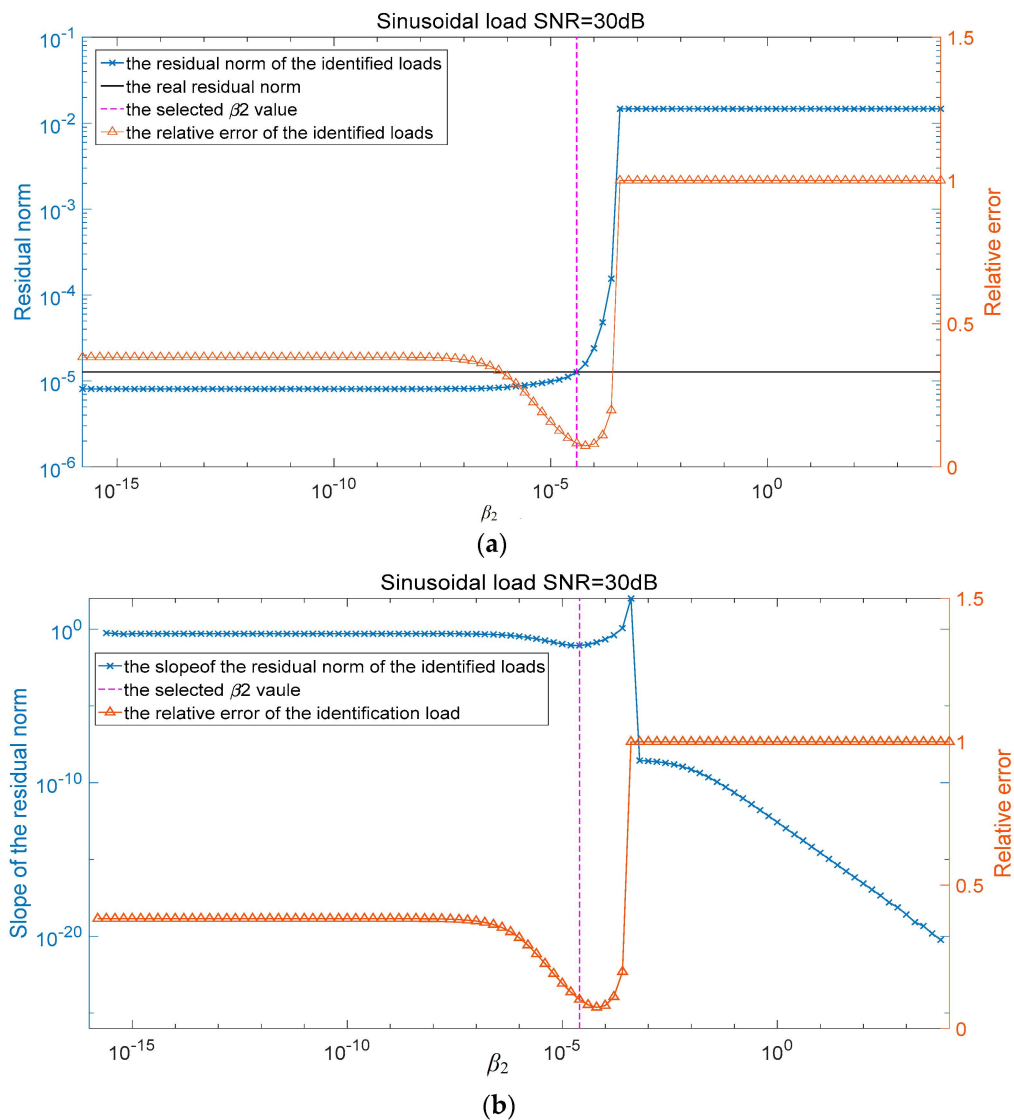 Sinusoidal load SNR=30dB
the residual norm of the identified loads
the real residual norm
the selected β2 value
the relative error of the identified loads
10^-1
10^-2
10^-3
10^-4
10^-5
10^-6
Residual norm
1.5
1
0.5
0
Relative error
10^-15
10^-10
10^-5
10^0
β₂
(a)
Sinusoidal load SNR=30dB
the slopeof the residual norm of the identified loads
the selected β2 vaule
the relative error of the identification load
10^0
10^-10
10^-20
Slope of the residual norm
1.5
1
0.5
0
Relative error
10^-15
10^-10
10^-5
10^0
β₂
(b)